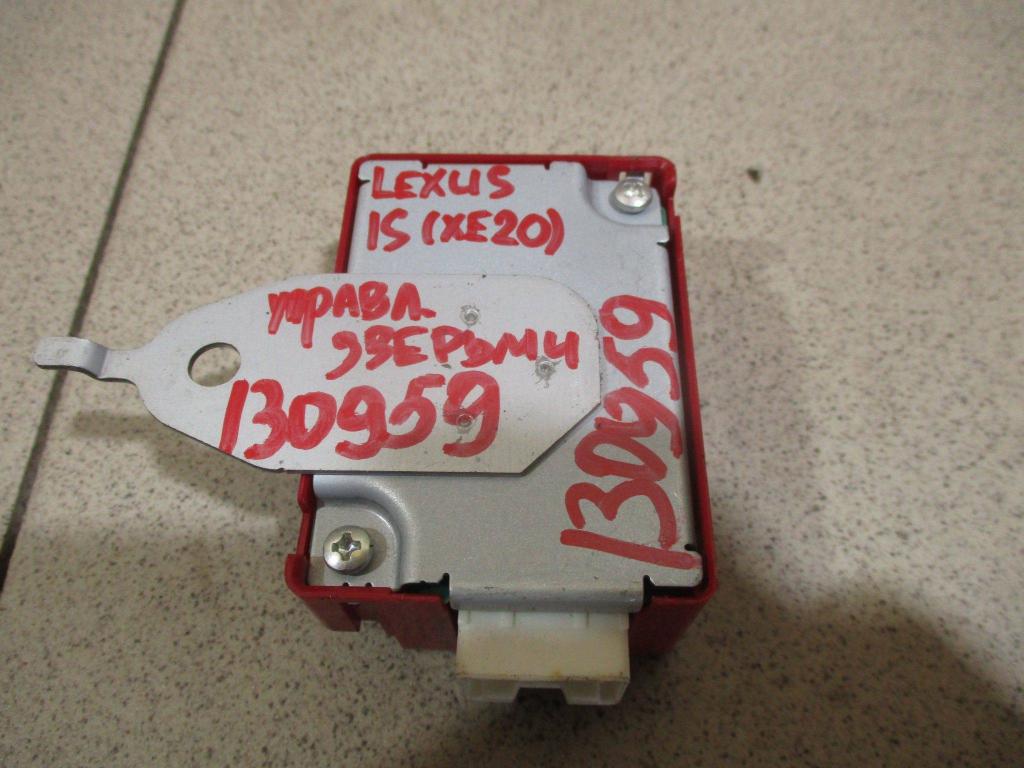 LEXUS
IS (XE20)
управл
дверьми
130959
130959